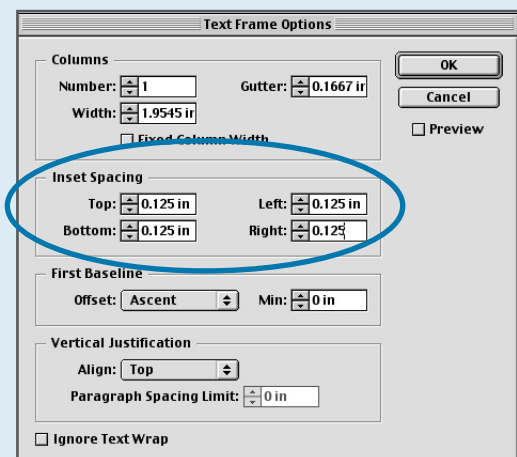 Text Frame Options
Columns
Number: 1 Gutter: 0.1667 in
Width: 1.9545 in
Fixed Column Width
OK
Cancel
Preview
Inset Spacing
Top: 0.125 in Left: 0.125 in
Bottom: 0.125 in Right: 0.125
First Baseline
Offset: Ascent Min: 0 in
Vertical Justification
Align: Top
Paragraph Spacing Limit: 0 in
Ignore Text Wrap